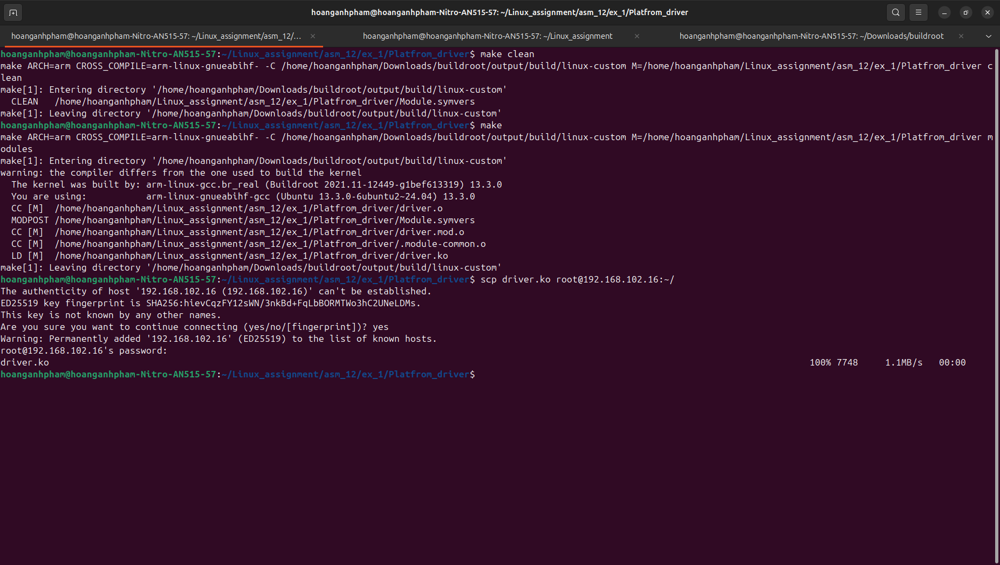 hoanganhpham@hoanganhpham-Nitro-AN515-57: ~/Linux_assignment/asm_12/ex_1/Platfrom_driver
hoanganhpham@hoanganhpham-Nitro-AN515-57: ~/Linux_assignment/asm_12/...
hoanganhpham@hoanganhpham-Nitro-AN515-57: ~/Linux_assignment
hoanganhpham@hoanganhpham-Nitro-AN515-57: ~/Downloads/buildroot
hoanganhpham@hoanganhpham-Nitro-AN515-57:~/Linux_assignment/asm_12/ex_1/Platfrom_driver$ make clean
make ARCH=arm CROSS_COMPILE=arm-linux-gnueabihf- -C /home/hoanganhpham/Downloads/buildroot/output/build/linux-custom M=/home/hoanganhpham/Linux_assignment/asm_12/ex_1/Platfrom_driver c
lean
make[1]: Entering directory '/home/hoanganhpham/Downloads/buildroot/output/build/linux-custom'
  CLEAN   /home/hoanganhpham/Linux_assignment/asm_12/ex_1/Platfrom_driver/Module.symvers
make[1]: Leaving directory '/home/hoanganhpham/Downloads/buildroot/output/build/linux-custom'
hoanganhpham@hoanganhpham-Nitro-AN515-57:~/Linux_assignment/asm_12/ex_1/Platfrom_driver$ make
make ARCH=arm CROSS_COMPILE=arm-linux-gnueabihf- -C /home/hoanganhpham/Downloads/buildroot/output/build/linux-custom M=/home/hoanganhpham/Linux_assignment/asm_12/ex_1/Platfrom_driver m
odules
make[1]: Entering directory '/home/hoanganhpham/Downloads/buildroot/output/build/linux-custom'
warning: the compiler differs from the one used to build the kernel
  The kernel was built by: arm-linux-gcc.br_real (Buildroot 2021.11-12449-g1bef613319) 13.3.0
  You are using:           arm-linux-gnueabihf-gcc (Ubuntu 13.3.0-6ubuntu2~24.04) 13.3.0
  CC [M]  /home/hoanganhpham/Linux_assignment/asm_12/ex_1/Platfrom_driver/driver.o
  MODPOST /home/hoanganhpham/Linux_assignment/asm_12/ex_1/Platfrom_driver/Module.symvers
  CC [M]  /home/hoanganhpham/Linux_assignment/asm_12/ex_1/Platfrom_driver/driver.mod.o
  CC [M]  /home/hoanganhpham/Linux_assignment/asm_12/ex_1/Platfrom_driver/.module-common.o
  LD [M]  /home/hoanganhpham/Linux_assignment/asm_12/ex_1/Platfrom_driver/driver.ko
make[1]: Leaving directory '/home/hoanganhpham/Downloads/buildroot/output/build/linux-custom'
hoanganhpham@hoanganhpham-Nitro-AN515-57:~/Linux_assignment/asm_12/ex_1/Platfrom_driver$ scp driver.ko root@192.168.102.16:~/
The authenticity of host '192.168.102.16 (192.168.102.16)' can't be established.
ED25519 key fingerprint is SHA256:hievCqzFY12sWN/3nkBd+FqLbBORMTWo3hC2UNeLDMs.
This key is not known by any other names.
Are you sure you want to continue connecting (yes/no/[fingerprint])? yes
Warning: Permanently added '192.168.102.16' (ED25519) to the list of known hosts.
root@192.168.102.16's password:
driver.ko 100% 7748 1.1MB/s 00:00
hoanganhpham@hoanganhpham-Nitro-AN515-57:~/Linux_assignment/asm_12/ex_1/Platfrom_driver$